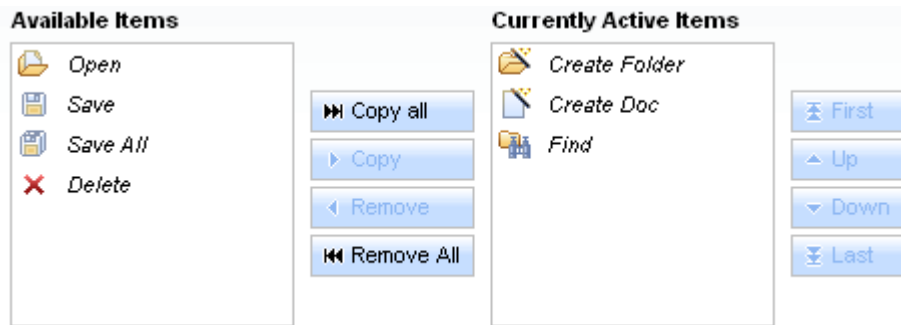 Available Items
Open
Save
Save All
Delete
Copy all
Copy
Remove
Remove All
Currently Active Items
Create Folder
Create Doc
Find
First
Up
Down
Last